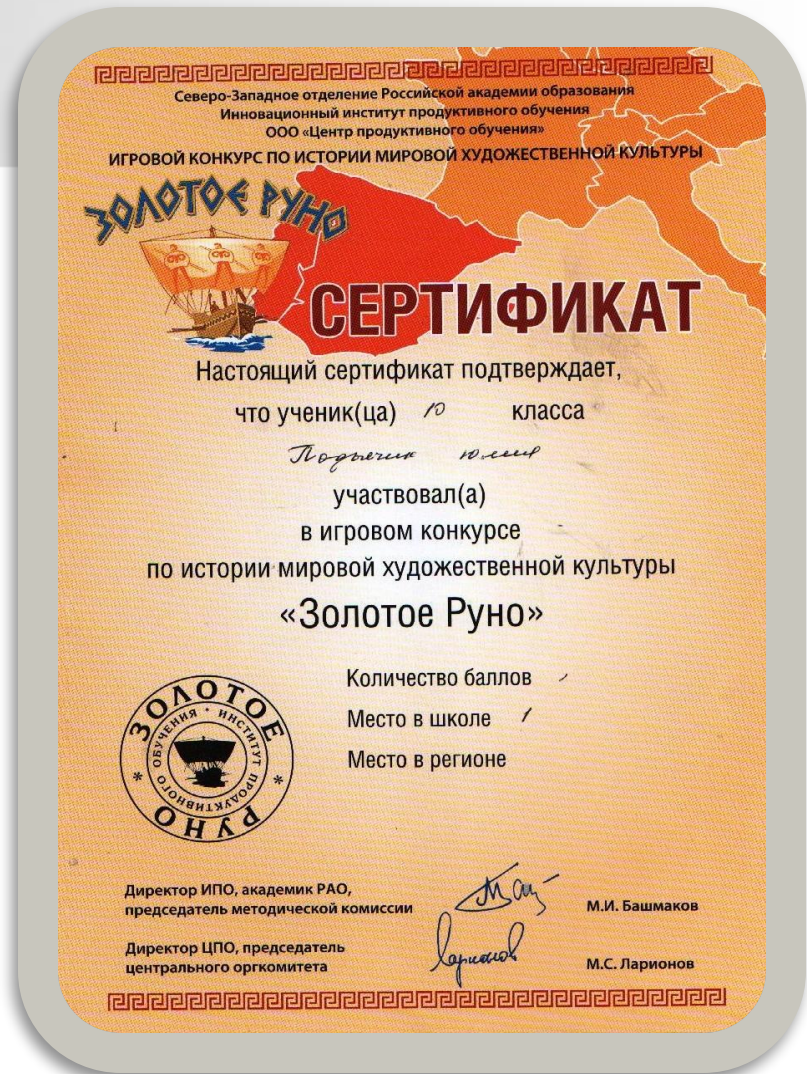 Северо-Западное отделение Российской академии образования
Инновационный институт продуктивного обучения
ООО «Центр продуктивного обучения»
ИГРОВОЙ КОНКУРС ПО ИСТОРИИ МИРОВОЙ ХУДОЖЕСТВЕННОЙ КУЛЬТУРЫ
ЗОЛОТОЕ РУНО
СЕРТИФИКАТ
Настоящий сертификат подтверждает,
что ученик(ца) 10 класса
участвовал(а)
в игровом конкурсе
по истории мировой художественной культуры
«Золотое Руно»
Количество баллов
Место в школе 1
Место в регионе
ЗОЛОТОЕ РУНО
ИНСТИТУТ ПРОДУКТИВНОГО ОБУЧЕНИЯ
Директор ИПО, академик РАО,
председатель методической комиссии
М.И. Башмаков
Директор ЦПО, председатель
центрального оргкомитета
М.С. Ларионов